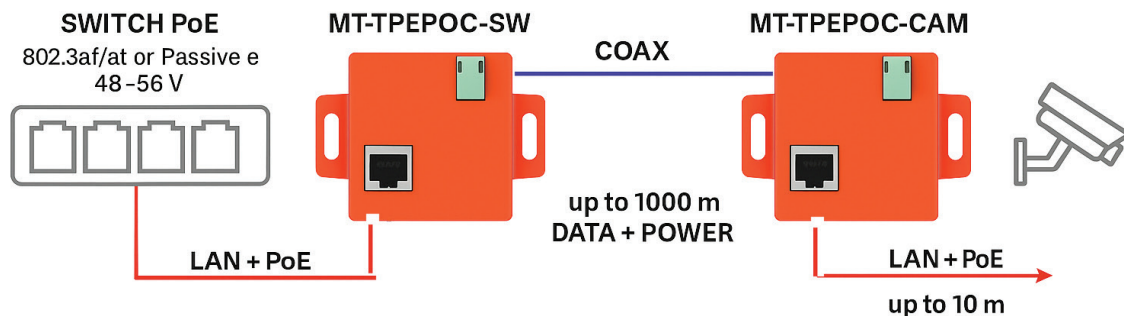 SWITCH PoE
802.3af/at or Passive e
48-56 V
MT-TPEPOC-SW
COAX
MT-TPEPOC-CAM
up to 1000 m
DATA + POWER
LAN + PoE
LAN + PoE
up to 10 m